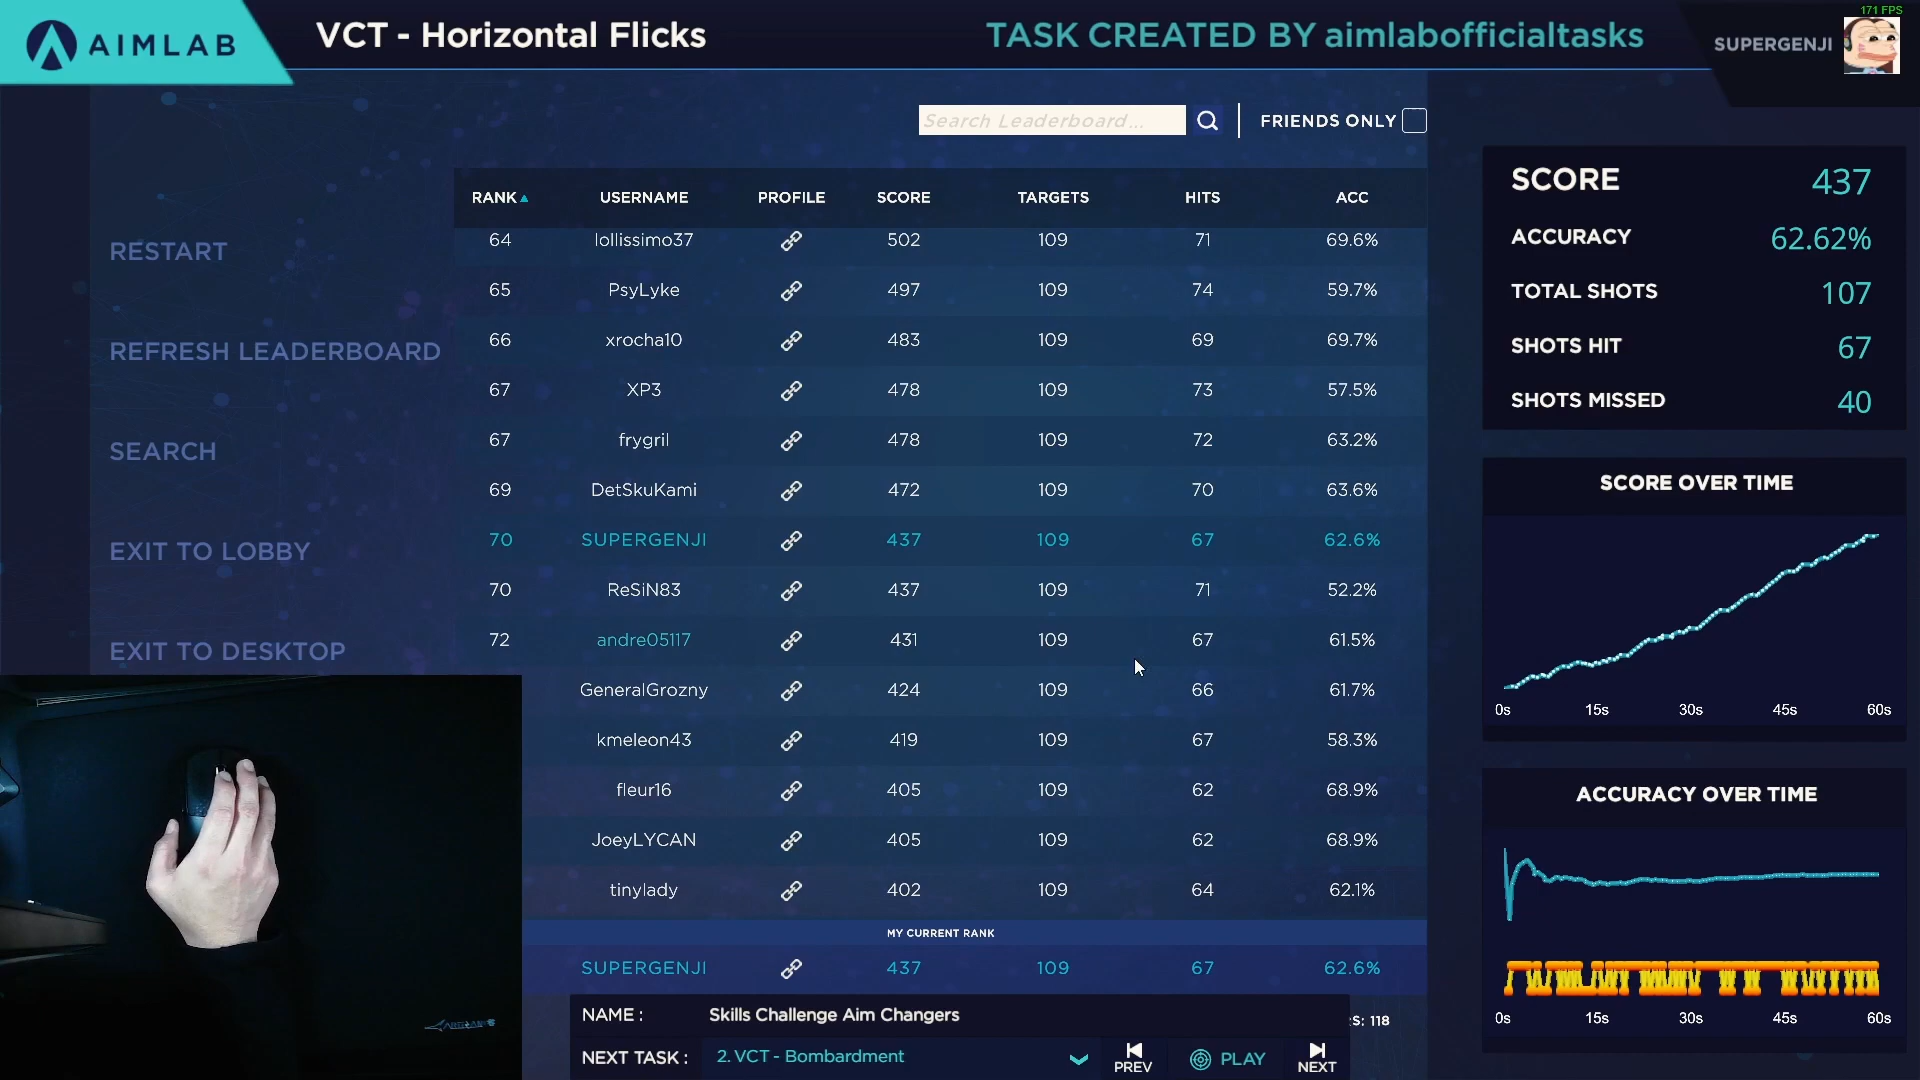 AIMLAB
VCT - Horizontal Flicks
TASK CREATED BY aimlabofficialtasks
171 FPS
SUPERGENJI
Search Leaderboard...
FRIENDS ONLY
RESTART
REFRESH LEADERBOARD
SEARCH
EXIT TO LOBBY
EXIT TO DESKTOP
RANK USERNAME PROFILE SCORE TARGETS HITS ACC
64 lollissimo37 502 109 71 69.6%
65 PsyLyke 497 109 74 59.7%
66 xrocha10 483 109 69 69.7%
67 XP3 478 109 73 57.5%
67 frygril 478 109 72 63.2%
69 DetSkuKami 472 109 70 63.6%
70 SUPERGENJI 437 109 67 62.6%
70 ReSiN83 437 109 71 52.2%
72 andre05117 431 109 67 61.5%
GeneralGrozny 424 109 66 61.7%
kmeleon43 419 109 67 58.3%
fleur16 405 109 62 68.9%
JoeyLYCAN 405 109 62 68.9%
tinylady 402 109 64 62.1%
MY CURRENT RANK
SUPERGENJI 437 109 67 62.6%
NAME : Skills Challenge Aim Changers
S: 118
NEXT TASK : 2. VCT - Bombardment
PREV
PLAY
NEXT
SCORE 437
ACCURACY 62.62%
TOTAL SHOTS 107
SHOTS HIT 67
SHOTS MISSED 40
SCORE OVER TIME
0s 15s 30s 45s 60s
ACCURACY OVER TIME
0s 15s 30s 45s 60s